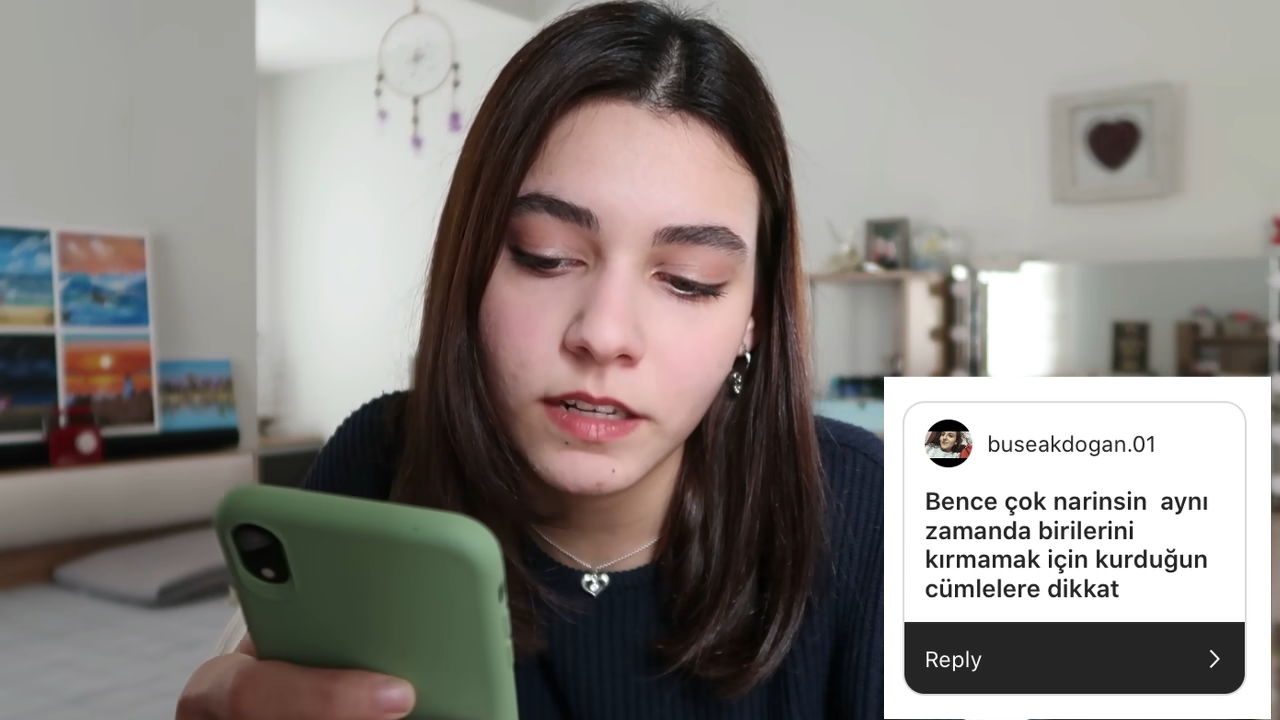 buseakdogan.01
Bence çok narinsin  aynı
zamanda birilerini
kırmamak için kurduğun
cümlelere dikkat
Reply